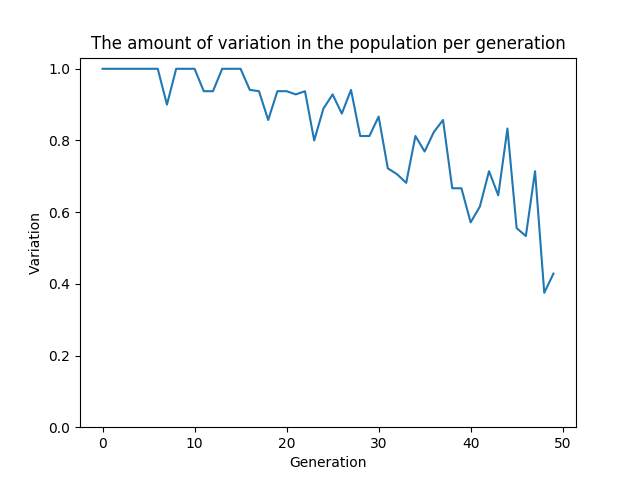 The amount of variation in the population per generation
1.0
0.8
0.6
0.4
0.2
0.0
Variation
0 10 20 30 40 50
Generation